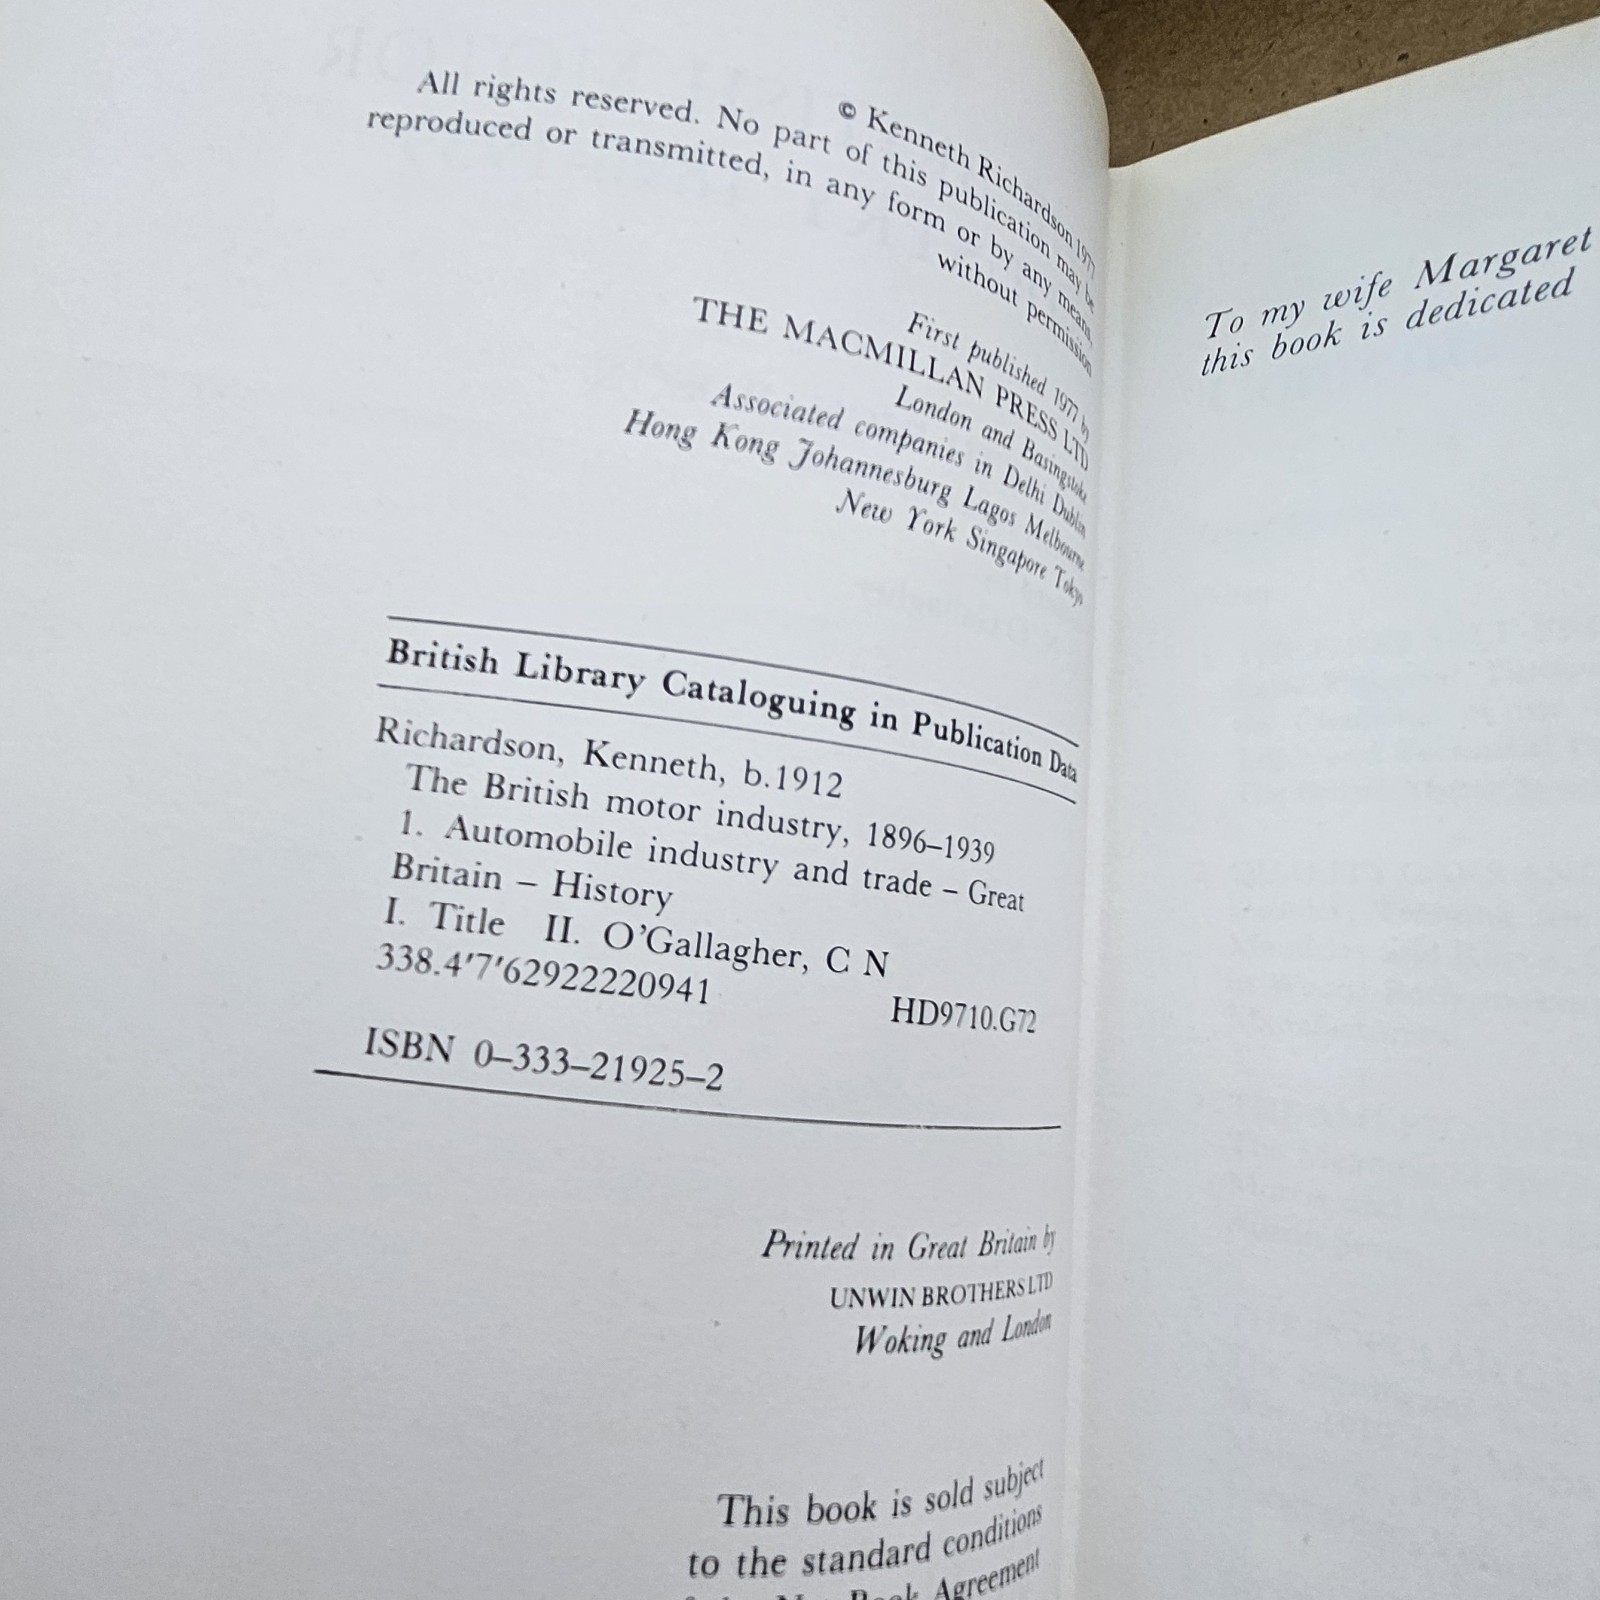 © Kenneth Richardson 1977
All rights reserved. No part of this publication may be
reproduced or transmitted, in any form or by any means,
without permission
First published 1977 by
THE MACMILLAN PRESS LTD
London and Basingstoke
Associated companies in Delhi Dublin
Hong Kong Johannesburg Lagos Melbourne
New York Singapore Tokyo
British Library Cataloguing in Publication Data
Richardson, Kenneth, b.1912
The British motor industry, 1896–1939
1. Automobile industry and trade – Great
Britain – History
I. Title II. O'Gallagher, C N
338.4'7'62922220941 HD9710.G72
ISBN 0–333–21925–2
Printed in Great Britain by
UNWIN BROTHERS LTD
Woking and London
This book is sold subject
to the standard conditions
Book Agreement
To my wife Margaret
this book is dedicated